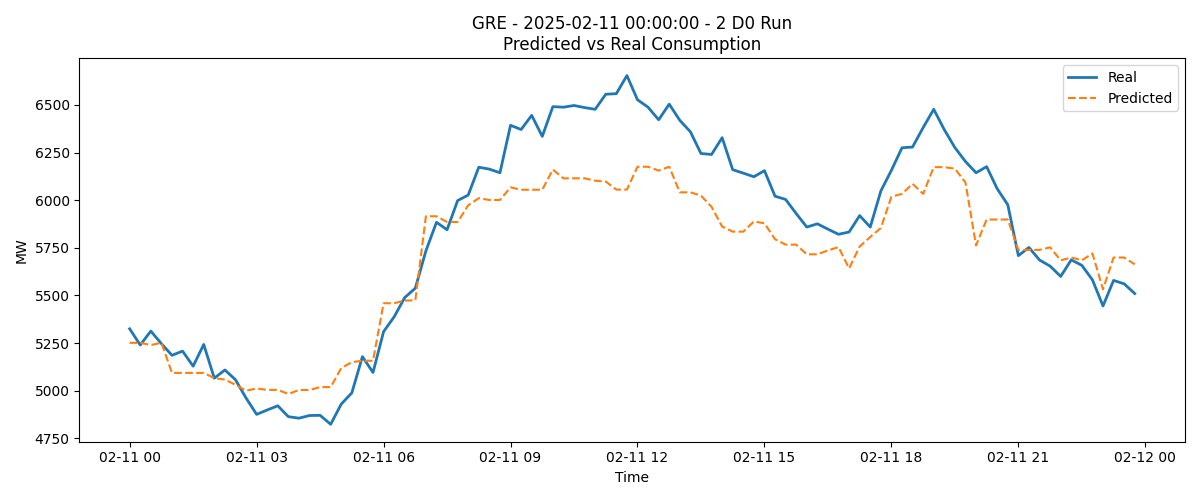 GRE - 2025-02-11 00:00:00 - 2 D0 Run
Predicted vs Real Consumption
Real
Predicted
MW
6500
6250
6000
5750
5500
5250
5000
4750
02-11 00
02-11 03
02-11 06
02-11 09
02-11 12
02-11 15
02-11 18
02-11 21
02-12 00
Time